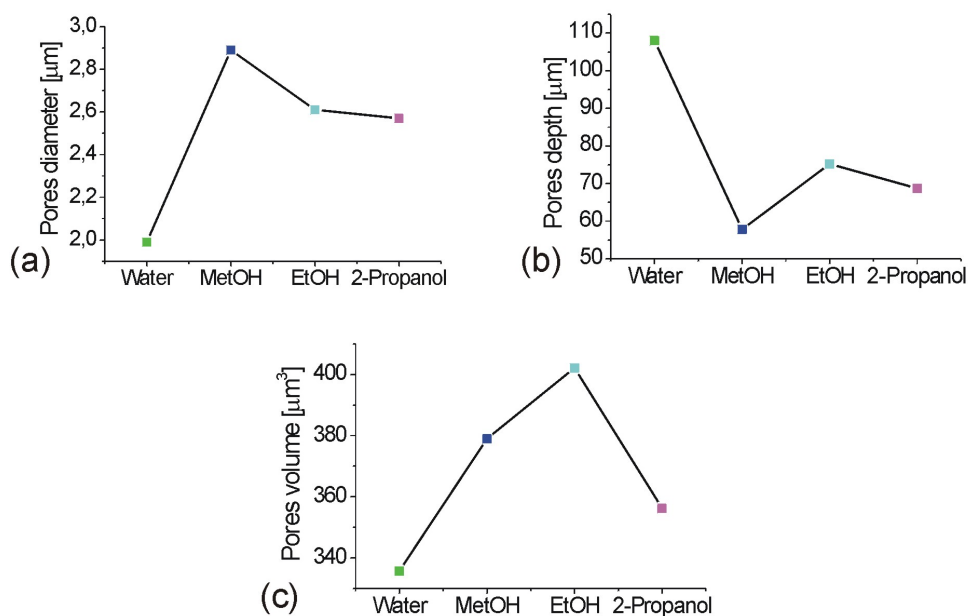 3,0
2,8
2,6
2,4
2,2
2,0
Pores diameter [μm]
(a)
Water MetOH EtOH 2-Propanol
110
100
90
80
70
60
50
Pores depth [μm]
(b)
Water MetOH EtOH 2-Propanol
400
380
360
340
Pores volume [μm³]
(c)
Water MetOH EtOH 2-Propanol